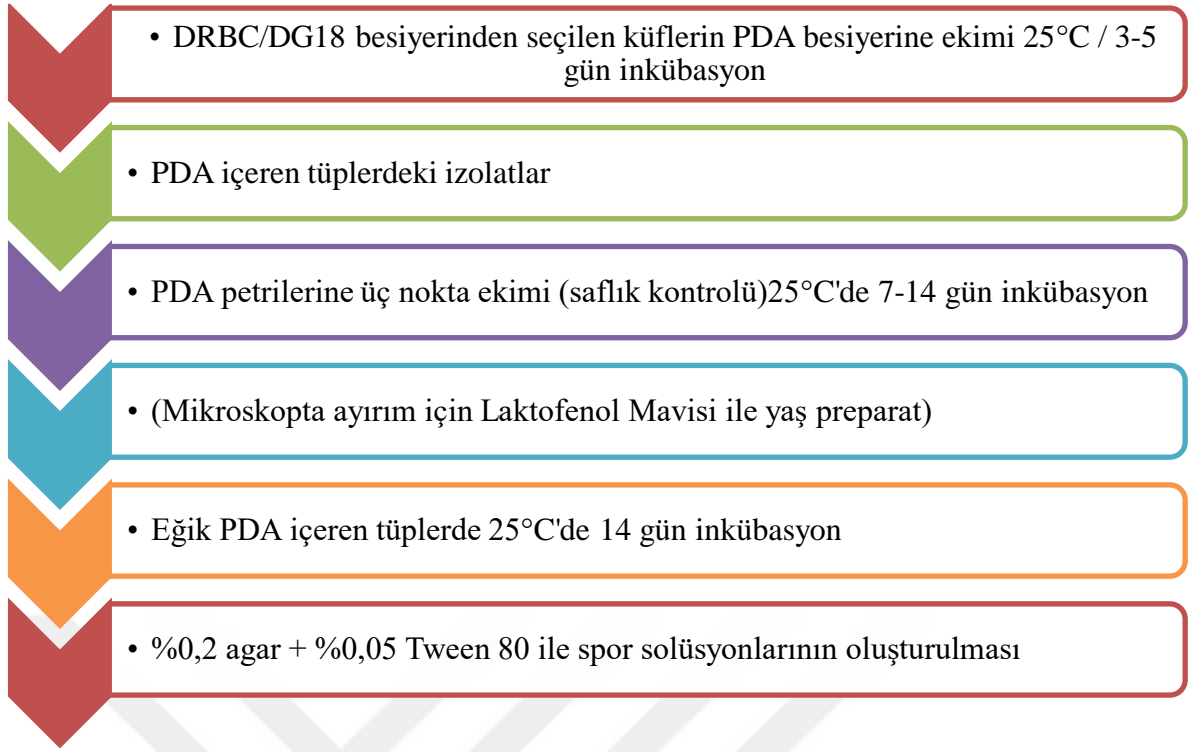 • DRBC/DG18 besiyerinden seçilen küflerin PDA besiyerine ekimi 25°C / 3-5
gün inkübasyon
• PDA içeren tüplerdeki izolatlar
• PDA petrilerine üç nokta ekimi (saflık kontrolü)25°C'de 7-14 gün inkübasyon
• (Mikroskopta ayırım için Laktofenol Mavisi ile yaş preparat)
• Eğik PDA içeren tüplerde 25°C'de 14 gün inkübasyon
• %0,2 agar + %0,05 Tween 80 ile spor solüsyonlarının oluşturulması